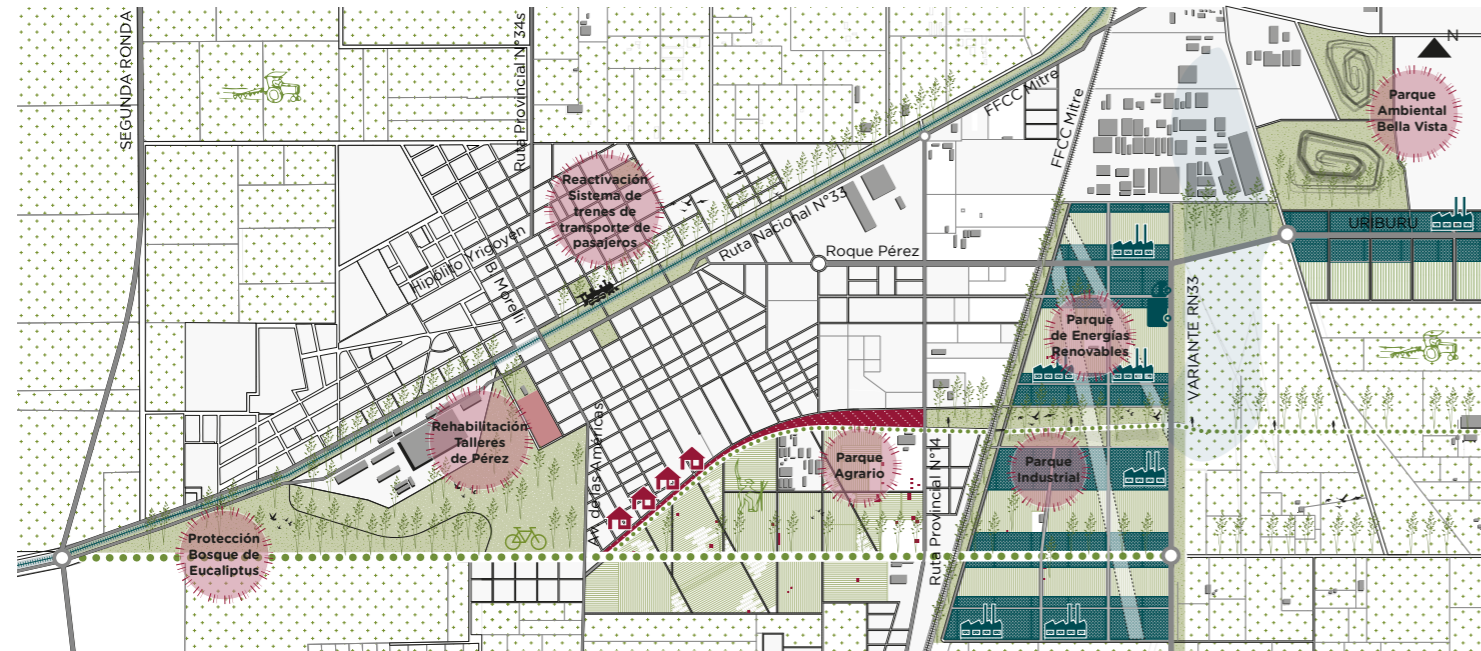 SEGUNDA RONDA
Ruta Provincial N°34s
FFCC Mitre
FFCC Mitre
N
Parque
Ambiental
Bella Vista
Reactivación
Sistema de
trenes de
transporte de
pasajeros
Hipólito Yrigoyen
B. Morelli
Ruta Nacional N°33
Roque Pérez
URIBURU
Parque
de Energías
Renovables
VARIANTE RN33
Rehabilitación
Talleres
de Pérez
Av. de las Américas
Parque
Agrario
Parque
Industrial
Ruta Provincial N°14
Protección
Bosque de
Eucaliptus